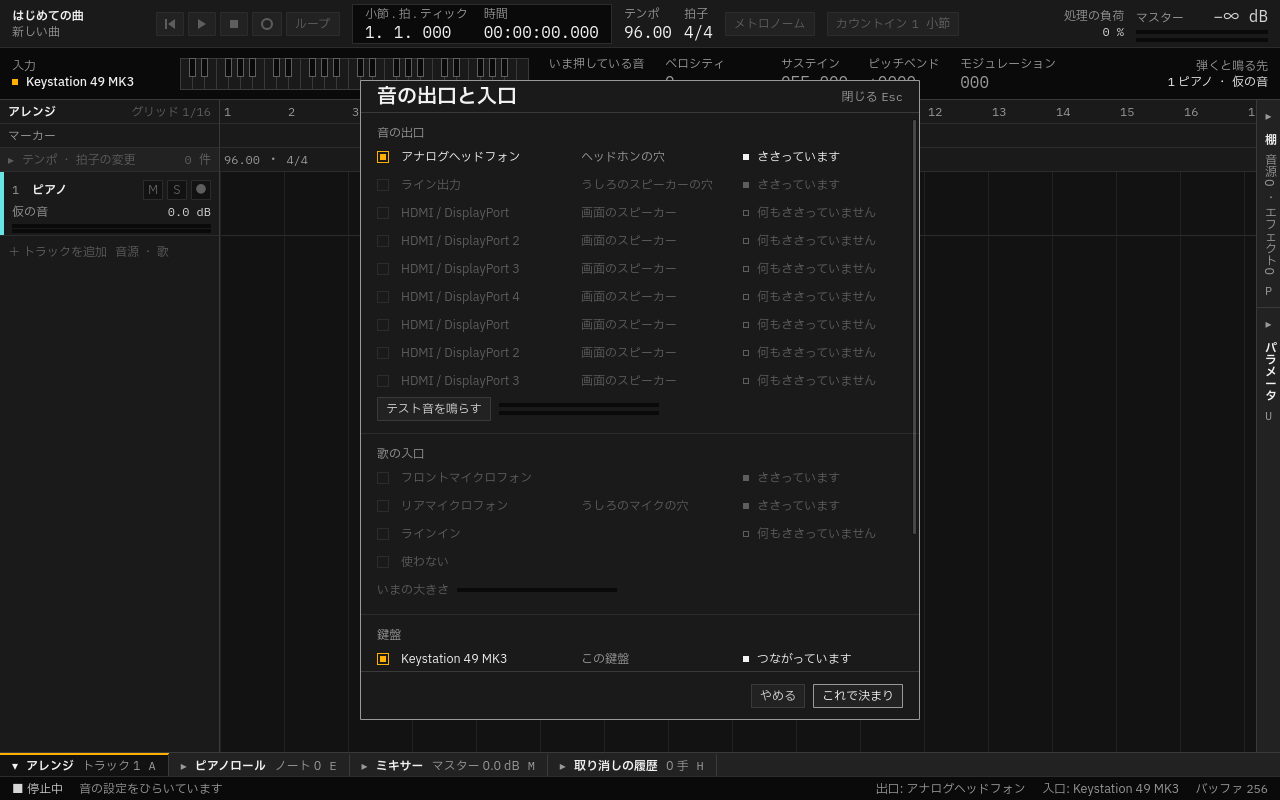 はじめての曲
新しい曲
ループ
小節 . 拍 . ティック 時間
1. 1. 000 00:00:00.000
テンポ 拍子
96.00 4/4
メトロノーム
カウントイン 1 小節
処理の負荷
0 %
マスター −∞ dB
入力
Keystation 49 MK3
いま押している音 ベロシティ サステイン ピッチベンド モジュレーション
000
弾くと鳴る先
1 ピアノ · 仮の音
アレンジ グリッド 1/16
マーカー
▸ テンポ · 拍子の変更 0 件
1 2 3 12 13 14 15 16
96.00 · 4/4
1 ピアノ M S
仮の音 0.0 dB
＋ トラックを追加 音源 · 歌
音の出口と入口 閉じる Esc
音の出口
アナログヘッドフォン ヘッドホンの穴 ささっています
ライン出力 うしろのスピーカーの穴 ささっています
HDMI / DisplayPort 画面のスピーカー 何もささっていません
HDMI / DisplayPort 2 画面のスピーカー 何もささっていません
HDMI / DisplayPort 3 画面のスピーカー 何もささっていません
HDMI / DisplayPort 4 画面のスピーカー 何もささっていません
HDMI / DisplayPort 画面のスピーカー 何もささっていません
HDMI / DisplayPort 2 画面のスピーカー 何もささっていません
HDMI / DisplayPort 3 画面のスピーカー 何もささっていません
テスト音を鳴らす
歌の入口
フロントマイクロフォン ささっています
リアマイクロフォン うしろのマイクの穴 ささっています
ラインイン 何もささっていません
使わない
いまの大きさ
鍵盤
Keystation 49 MK3 この鍵盤 つながっています
やめる これで決まり
▸ 棚 音源 0 · エフェクト 0 P
▸ パラメータ U
▾ アレンジ トラック 1 A
▸ ピアノロール ノート 0 E
▸ ミキサー マスター 0.0 dB M
▸ 取り消しの履歴 0 手 H
停止中 音の設定をひらいています
出口: アナログヘッドフォン 入口: Keystation 49 MK3 バッファ 256